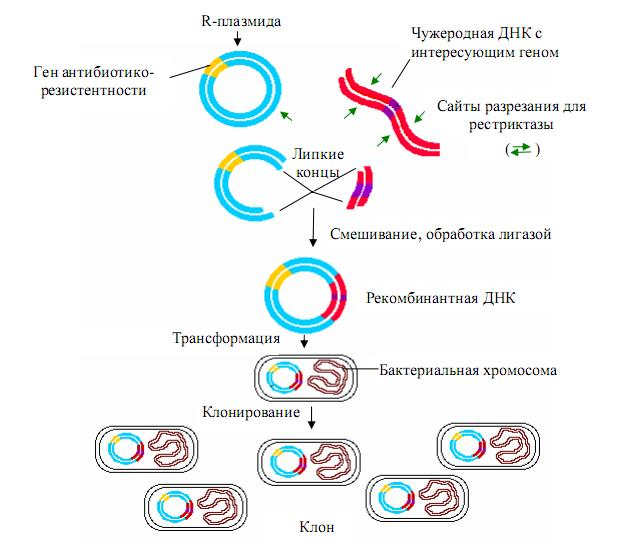 R-плазмида
Чужеродная ДНК с
интересующим геном
Ген антибиотико-
резистентности
Сайты разрезания для
рестриктазы
( )
Липкие
концы
Смешивание, обработка лигазой
Рекомбинантная ДНК
Трансформация
Бактериальная хромосома
Клонирование
Клон